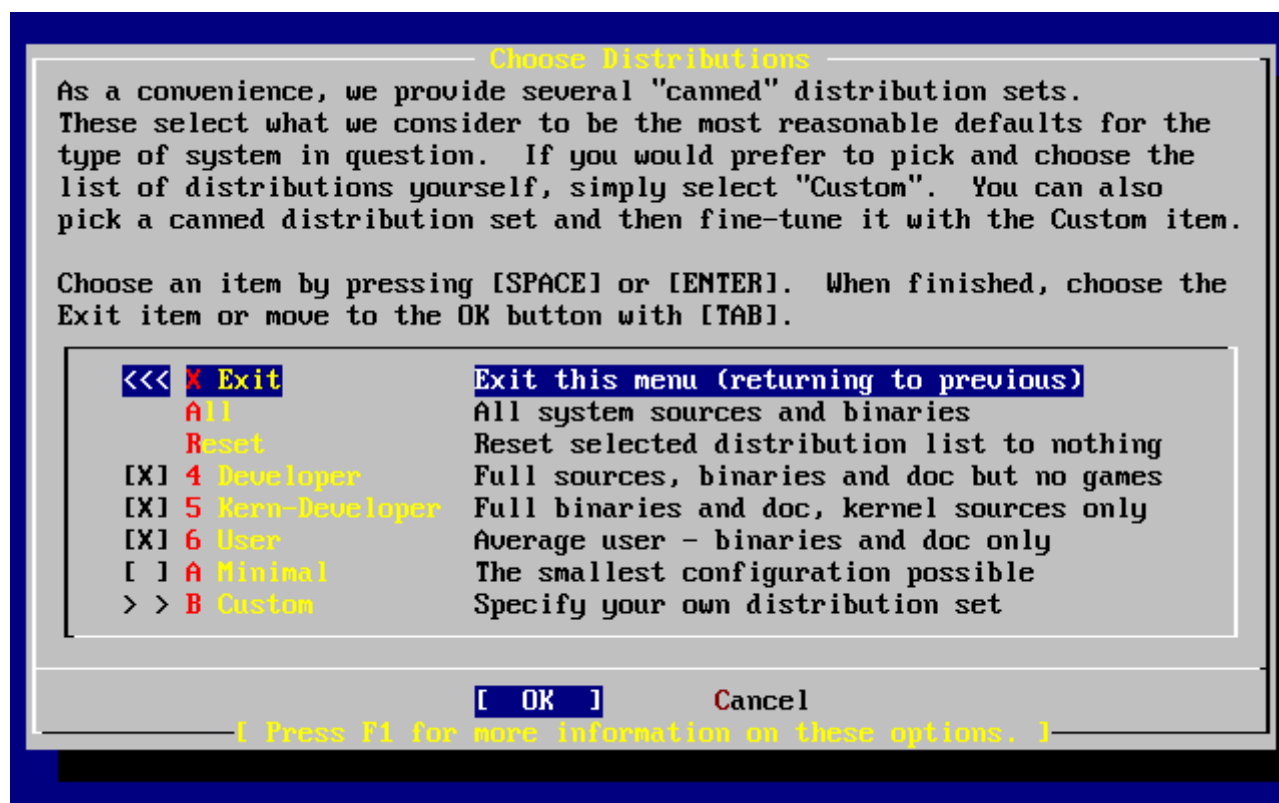 Choose Distributions
As a convenience, we provide several "canned" distribution sets.
These select what we consider to be the most reasonable defaults for the
type of system in question.  If you would prefer to pick and choose the
list of distributions yourself, simply select "Custom".  You can also
pick a canned distribution set and then fine-tune it with the Custom item.
Choose an item by pressing [SPACE] or [ENTER].  When finished, choose the
Exit item or move to the OK button with [TAB].
<<< X Exit Exit this menu (returning to previous)
All All system sources and binaries
Reset Reset selected distribution list to nothing
[X] 4 Developer Full sources, binaries and doc but no games
[X] 5 Kern-Developer Full binaries and doc, kernel sources only
[X] 6 User Average user - binaries and doc only
[ ] A Minimal The smallest configuration possible
> > B Custom Specify your own distribution set
[ OK ] Cancel
[ Press F1 for more information on these options. ]